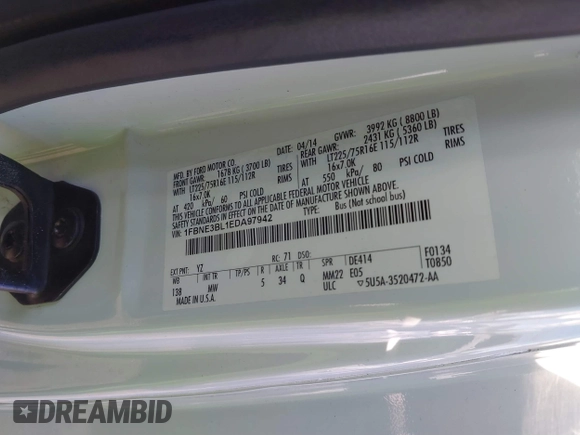 MFD. BY FORD MOTOR CO.
04/14
GVWR: 3992 KG ( 8800 LB)
FRONT GAWR: 1678 KG ( 3700 LB)
REAR GAWR: 2431 KG ( 5360 LB)
WITH LT225/75R16E 115/112R TIRES
WITH LT225/75R16E 115/112R TIRES
16x7.0K RIMS
16x7.0K RIMS
AT 420 kPa/ 60 PSI COLD
AT 550 kPa/ 80 PSI COLD
THIS VEHICLE CONFORMS TO ALL APPLICABLE FEDERAL MOTOR VEHICLE
SAFETY STANDARDS IN EFFECT ON THE DATE OF MANUFACTURE SHOWN ABOVE.
VIN: 1FBNE3BL1EDA97942
TYPE: Bus (Not School bus)
EXT PNT: YZ RC: 71 DSO:
WB INT TR TP/PS R AXLE TR SPR DE414 F0134
138 MW 5 34 Q MM22 E05 T0850
MADE IN U.S.A. ULC ▽5U5A-3520472-AA
DREAMBID